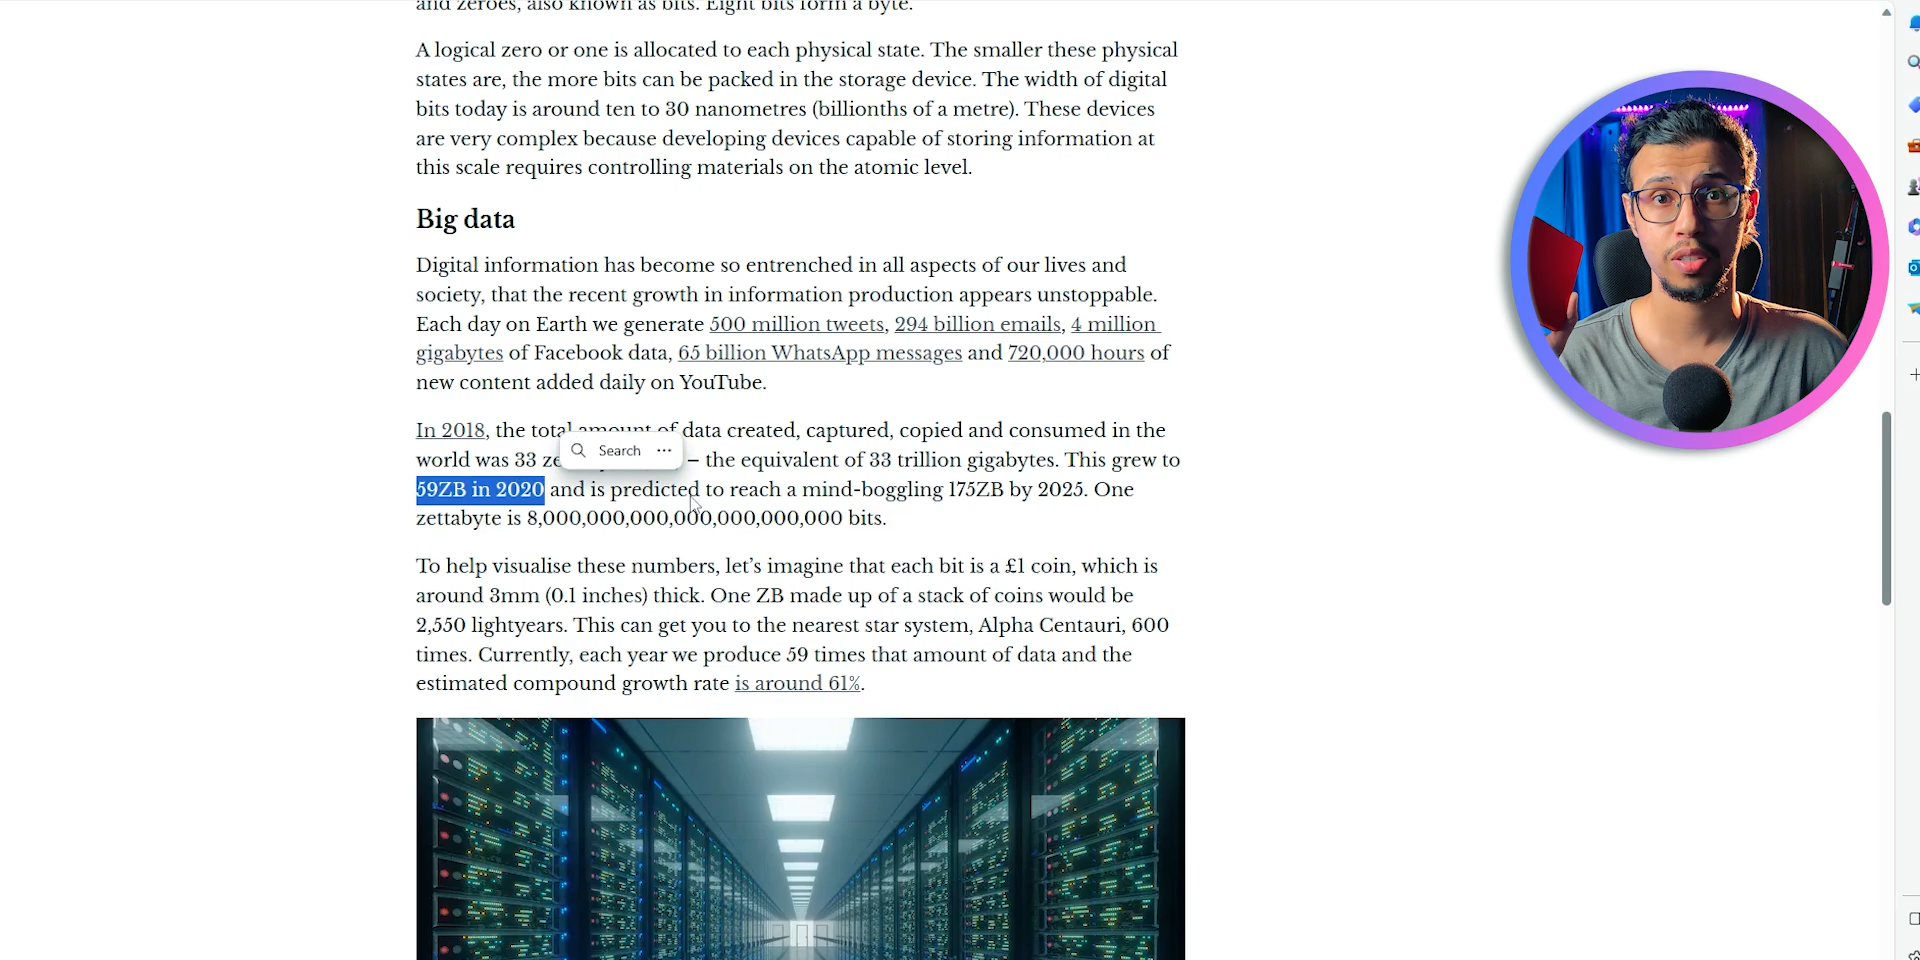 and zeroes, also known as bits. Eight bits form a byte.
A logical zero or one is allocated to each physical state. The smaller these physical
states are, the more bits can be packed in the storage device. The width of digital
bits today is around ten to 30 nanometres (billionths of a metre). These devices
are very complex because developing devices capable of storing information at
this scale requires controlling materials on the atomic level.
Big data
Digital information has become so entrenched in all aspects of our lives and
society, that the recent growth in information production appears unstoppable.
Each day on Earth we generate 500 million tweets, 294 billion emails, 4 million
gigabytes of Facebook data, 65 billion WhatsApp messages and 720,000 hours of
new content added daily on YouTube.
In 2018, the total amount of data created, captured, copied and consumed in the
world was 33 – the equivalent of 33 trillion gigabytes. This grew to
Search
59ZB in 2020 and is predicted to reach a mind-boggling 175ZB by 2025. One
zettabyte is 8,000,000,000,000,000,000,000 bits.
To help visualise these numbers, let’s imagine that each bit is a £1 coin, which is
around 3mm (0.1 inches) thick. One ZB made up of a stack of coins would be
2,550 lightyears. This can get you to the nearest star system, Alpha Centauri, 600
times. Currently, each year we produce 59 times that amount of data and the
estimated compound growth rate is around 61%.